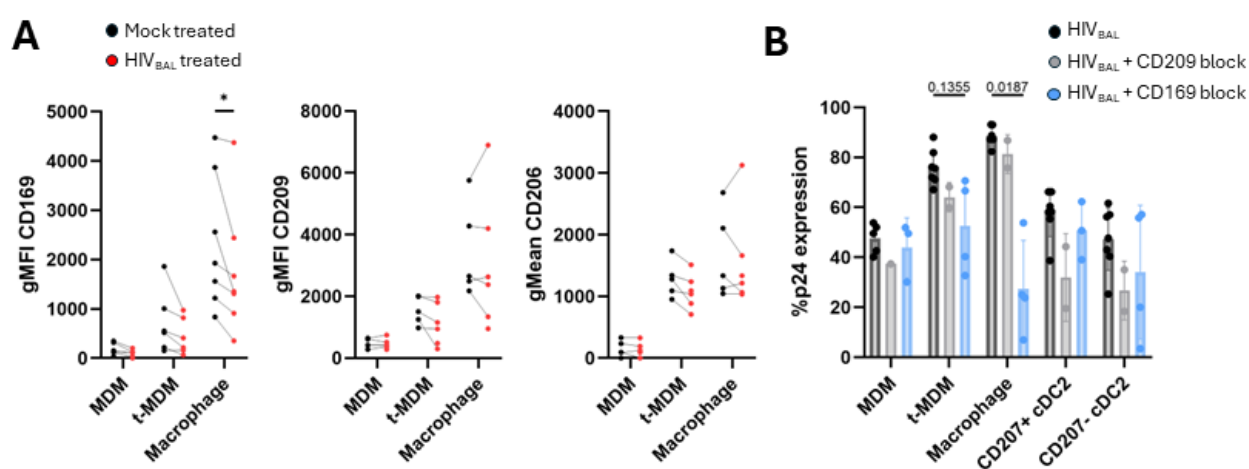 A
Mock treated
HIVBAL treated
gMFI CD169
5000
4000
3000
2000
1000
0
*
MDM
t-MDM
Macrophage
gMFI CD209
8000
6000
4000
2000
0
MDM
t-MDM
Macrophage
gMean CD206
4000
3000
2000
1000
0
MDM
t-MDM
Macrophage
B
HIVBAL
HIVBAL + CD209 block
HIVBAL + CD169 block
%p24 expression
100
80
60
40
20
0
0.1355
0.0187
MDM
t-MDM
Macrophage
CD207+ cDC2
CD207- cDC2